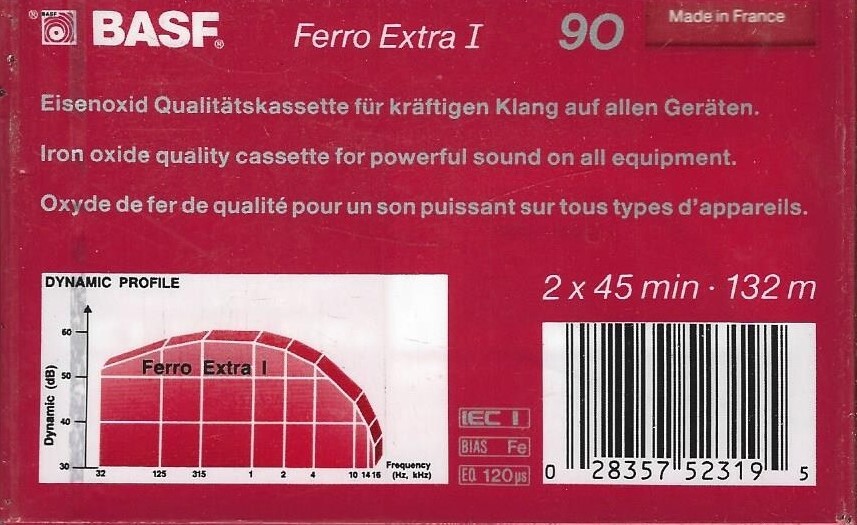 BASF
BASF Ferro Extra I 90 Made in France
Eisenoxid Qualitätskassette für kräftigen Klang auf allen Geräten.
Iron oxide quality cassette for powerful sound on all equipment.
Oxyde de fer de qualité pour un son puissant sur tous types d'appareils.
DYNAMIC PROFILE
2 x 45 min · 132 m
Dynamic (dB)
60
50
40
30
Ferro Extra I
32 125 315 1 2 4 10 14 16
Frequency
(Hz, kHz)
IEC I
BIAS Fe
EQ 120 µs
0 28357 52319 5